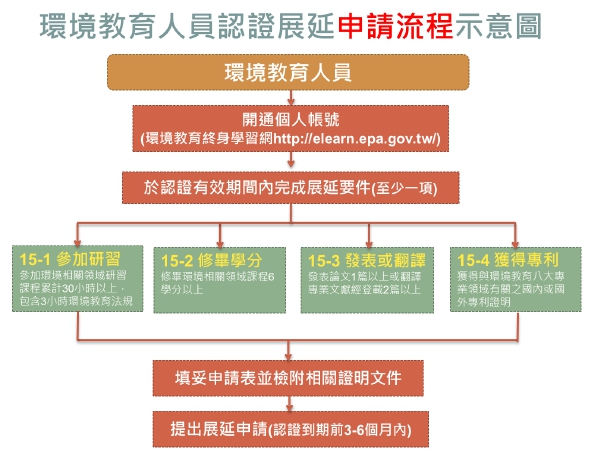 環境教育人員認證展延申請流程示意圖
環境教育人員
開通個人帳號
(環境教育終身學習網http://elearn.epa.gov.tw/)
於認證有效期間內完成展延要件(至少一項)
15-1 參加研習
參加環境相關領域研習
課程累計30小時以上，
包含3小時環境教育法規
15-2 修畢學分
修畢環境相關領域課程6
學分以上
15-3 發表或翻譯
發表論文1篇以上或翻譯
專業文獻經登載2篇以上
15-4 獲得專利
獲得與環境教育八大專
業領域有關之國內或國
外專利證明
填妥申請表並檢附相關證明文件
提出展延申請(認證到期前3-6個月內)